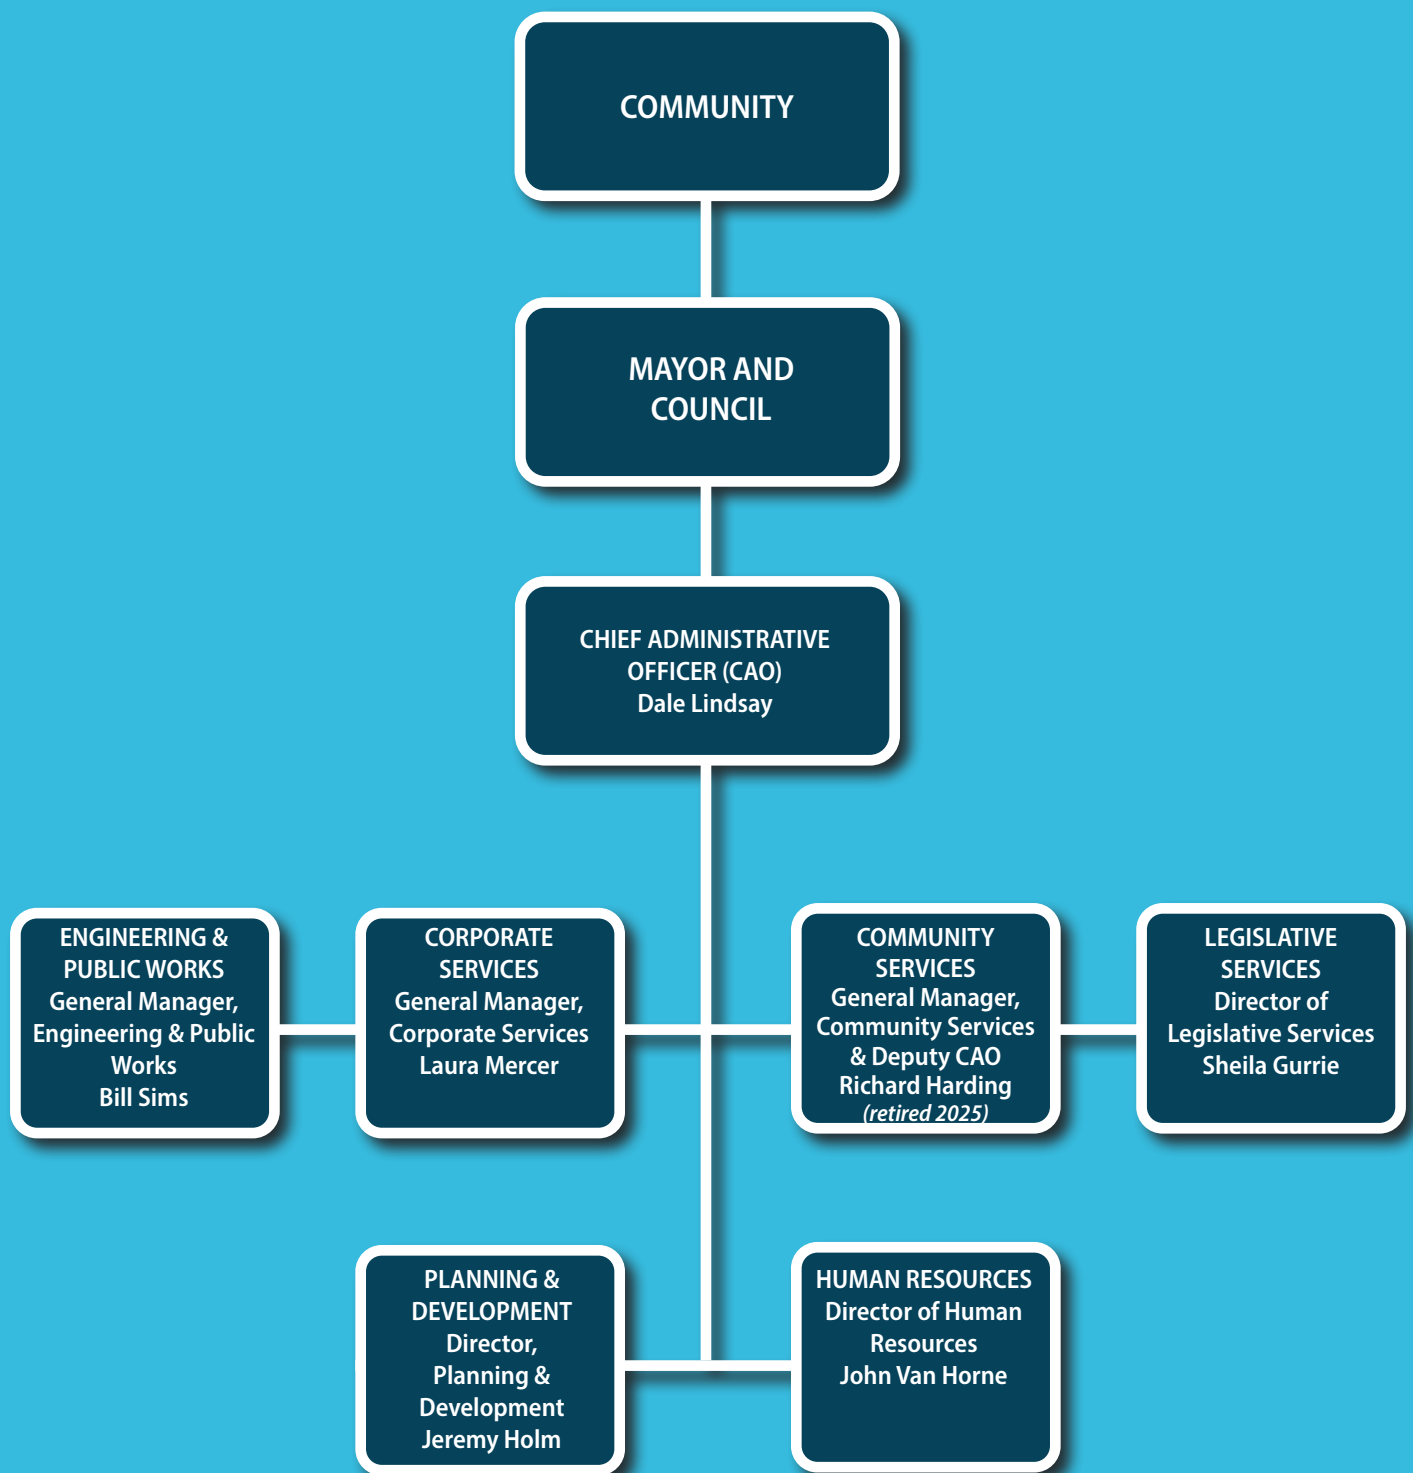 COMMUNITY
MAYOR AND
COUNCIL
CHIEF ADMINISTRATIVE
OFFICER (CAO)
Dale Lindsay
ENGINEERING &
PUBLIC WORKS
General Manager,
Engineering & Public
Works
Bill Sims
CORPORATE
SERVICES
General Manager,
Corporate Services
Laura Mercer
COMMUNITY
SERVICES
General Manager,
Community Services
& Deputy CAO
Richard Harding
(retired 2025)
LEGISLATIVE
SERVICES
Director of
Legislative Services
Sheila Gurrie
PLANNING &
DEVELOPMENT
Director,
Planning &
Development
Jeremy Holm
HUMAN RESOURCES
Director of Human
Resources
John Van Horne